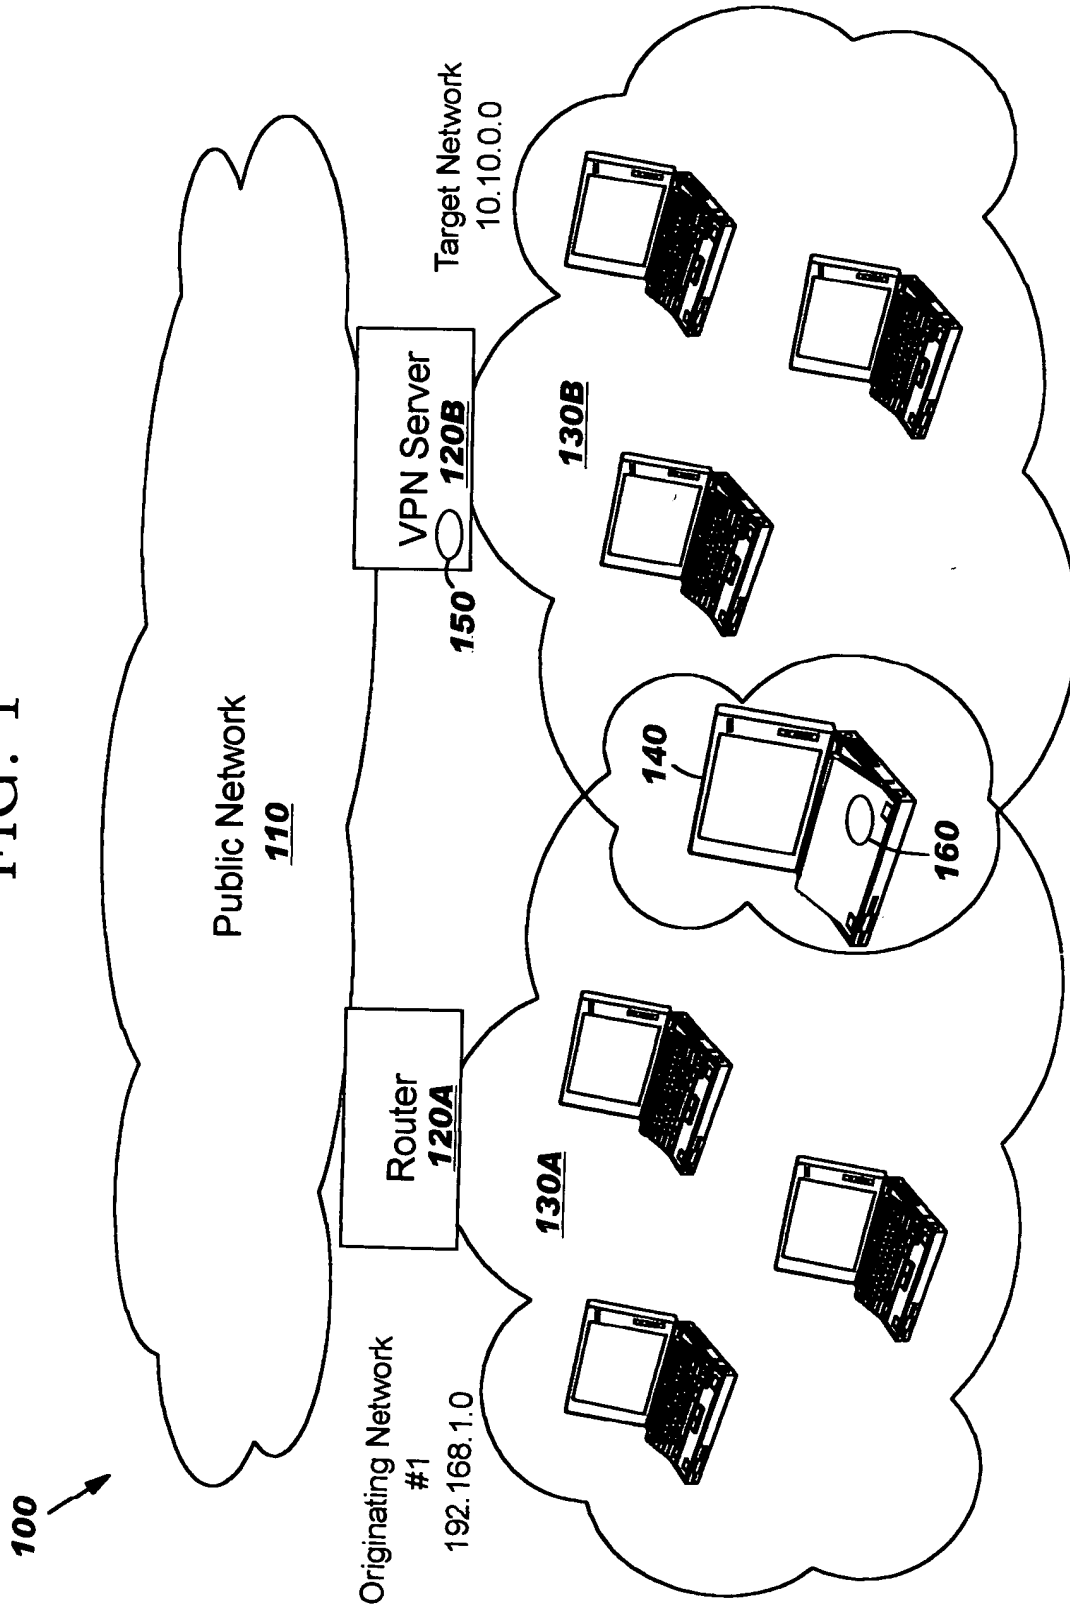 FIG. 1
100
Public Network
110
Originating Network
#1
192.168.1.0
Router
120A
VPN Server
120B
150
Target Network
10.10.0.0
130A
130B
140
160